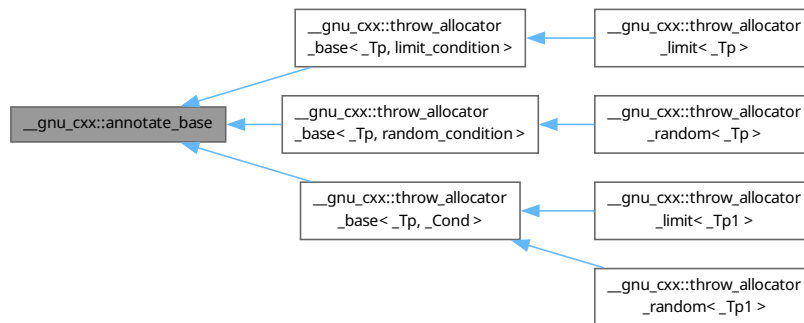 __gnu_cxx::throw_allocator
_base< _Tp, limit_condition >
__gnu_cxx::throw_allocator
_limit< _Tp >
__gnu_cxx::annotate_base
__gnu_cxx::throw_allocator
_base< _Tp, random_condition >
__gnu_cxx::throw_allocator
_random< _Tp >
__gnu_cxx::throw_allocator
_base< _Tp, _Cond >
__gnu_cxx::throw_allocator
_limit< _Tp1 >
__gnu_cxx::throw_allocator
_random< _Tp1 >